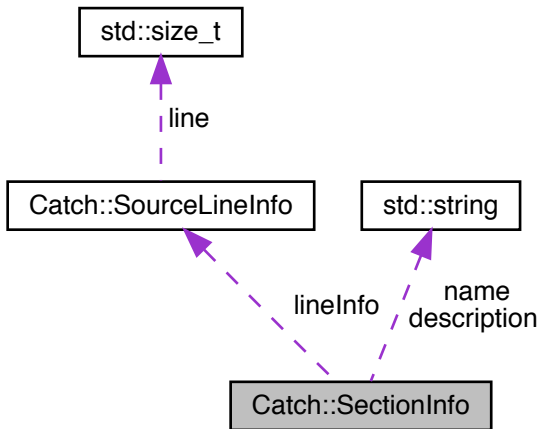 std::size_t
line
Catch::SourceLineInfo
std::string
lineInfo
name
description
Catch::SectionInfo